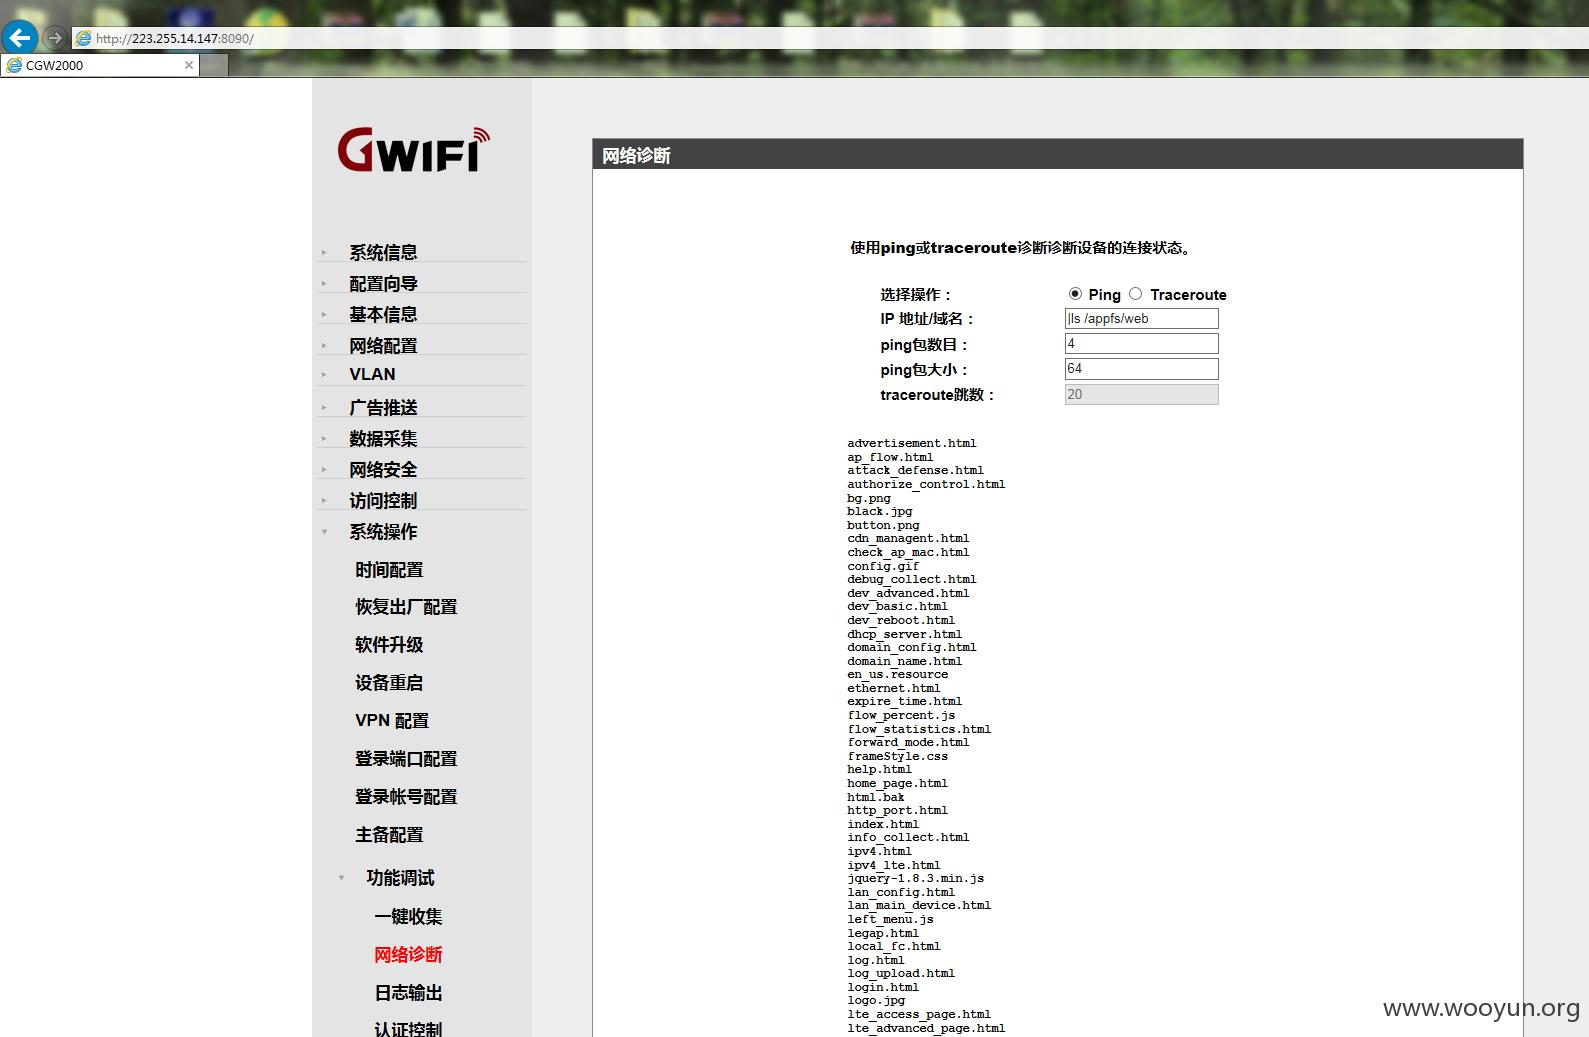 http://223.255.14.147:8090/
CGW2000
GWIFI
系统信息
配置向导
基本信息
网络配置
VLAN
广告推送
数据采集
网络安全
访问控制
系统操作
时间配置
恢复出厂配置
软件升级
设备重启
VPN 配置
登录端口配置
登录帐号配置
主备配置
功能调试
一键收集
网络诊断
日志输出
认证控制
网络诊断
使用ping或traceroute诊断诊断设备的连接状态。
选择操作： Ping Traceroute
IP 地址/域名： |ls /appfs/web
ping包数目： 4
ping包大小： 64
traceroute跳数： 20
advertisement.html
ap_flow.html
attack_defense.html
authorize_control.html
bg.png
black.jpg
button.png
cdn_managent.html
check_ap_mac.html
config.gif
debug_collect.html
dev_advanced.html
dev_basic.html
dev_reboot.html
dhcp_server.html
domain_config.html
domain_name.html
en_us.resource
ethernet.html
expire_time.html
flow_percent.js
flow_statistics.html
forward_mode.html
frameStyle.css
help.html
home_page.html
html.bak
http_port.html
index.html
info_collect.html
ipv4.html
ipv4_lte.html
jquery-1.8.3.min.js
lan_config.html
lan_main_device.html
left_menu.js
legap.html
local_fc.html
log.html
log_upload.html
login.html
logo.jpg
lte_access_page.html
lte_advanced_page.html
www.wooyun.org